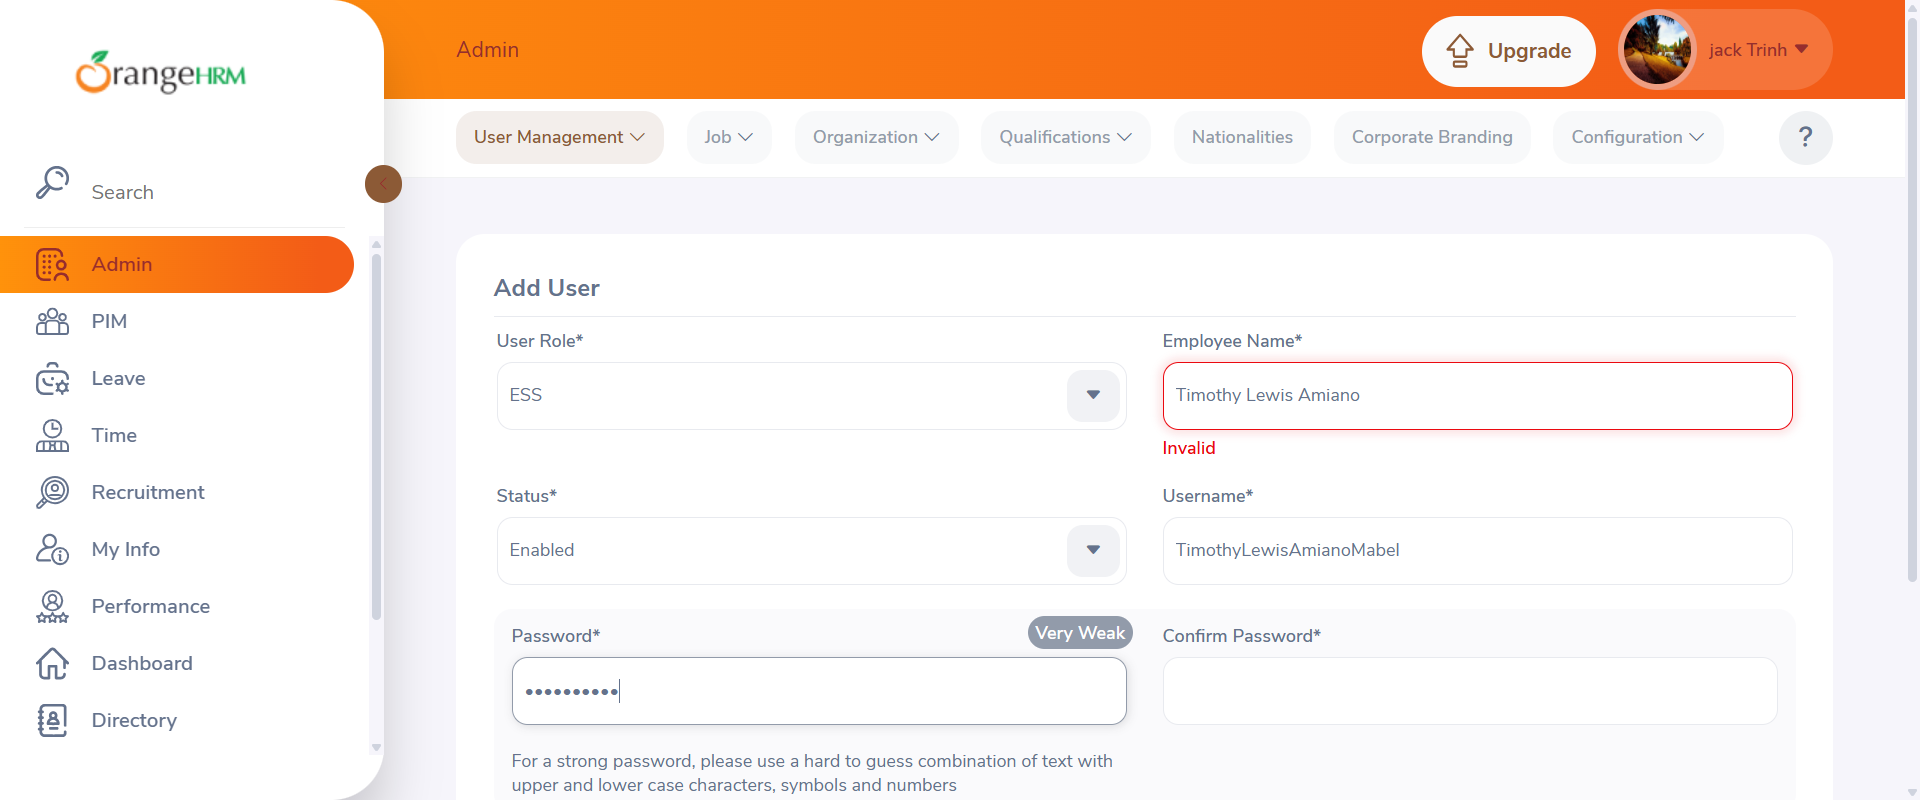 OrangeHRM
Search
Admin
PIM
Leave
Time
Recruitment
My Info
Performance
Dashboard
Directory
Admin
Upgrade
jack Trinh
User Management
Job
Organization
Qualifications
Nationalities
Corporate Branding
Configuration
?
Add User
User Role*
ESS
Employee Name*
Timothy Lewis Amiano
Invalid
Status*
Enabled
Username*
TimothyLewisAmianoMabel
Password*
Very Weak
••••••••••
For a strong password, please use a hard to guess combination of text with
upper and lower case characters, symbols and numbers
Confirm Password*